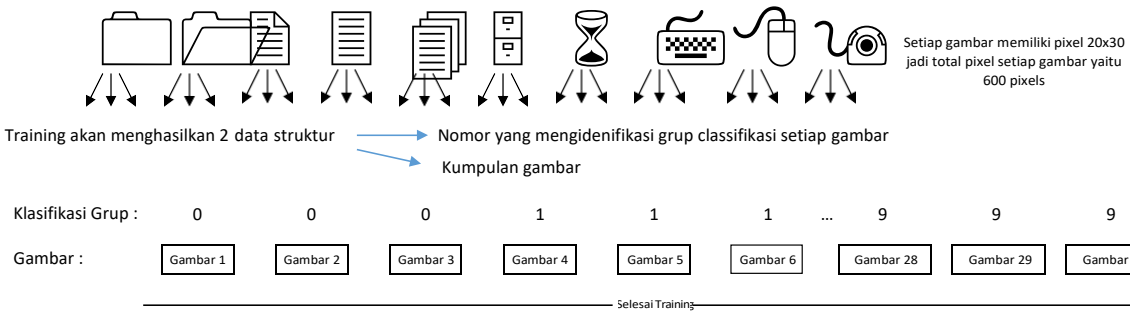 Setiap gambar memiliki pixel 20x30
jadi total pixel setiap gambar yaitu
600 pixels
Training akan menghasilkan 2 data struktur
Nomor yang mengidenifikasi grup classifikasi setiap gambar
Kumpulan gambar
Klasifikasi Grup : 0 0 0 1 1 1 ... 9 9 9
Gambar : Gambar 1 Gambar 2 Gambar 3 Gambar 4 Gambar 5 Gambar 6 Gambar 28 Gambar 29 Gambar
Selesai Training